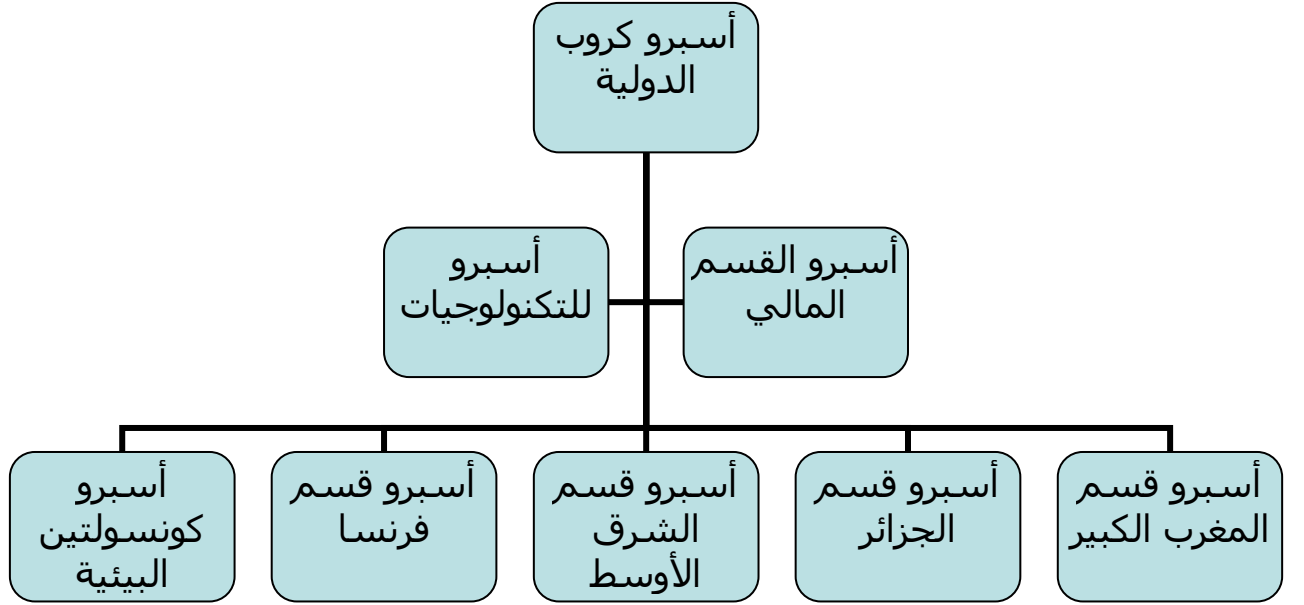 أسبرو كروب
الدولية
أسبرو القسم
المالي
أسبرو
للتكنولوجيات
أسبرو قسم
المغرب الكبير
أسبرو قسم
الجزائر
أسبرو قسم
الشرق
الأوسط
أسبرو قسم
فرنسا
أسبرو
كونسولتين
البيئية